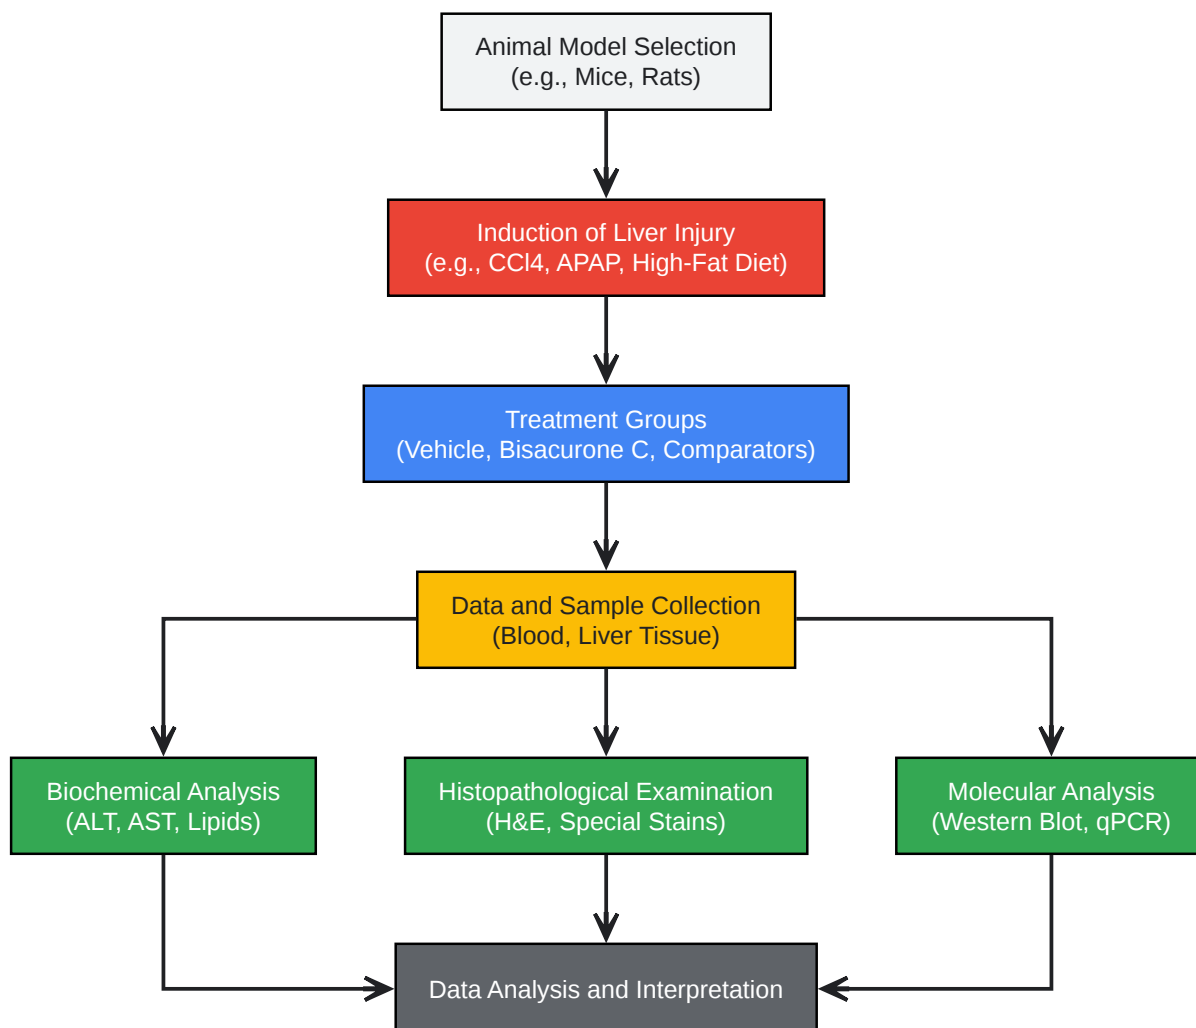 Animal Model Selection
(e.g., Mice, Rats)
Induction of Liver Injury
(e.g., CCl4, APAP, High-Fat Diet)
Treatment Groups
(Vehicle, Bisacurone C, Comparators)
Data and Sample Collection
(Blood, Liver Tissue)
Biochemical Analysis
(ALT, AST, Lipids)
Histopathological Examination
(H&E, Special Stains)
Molecular Analysis
(Western Blot, qPCR)
Data Analysis and Interpretation